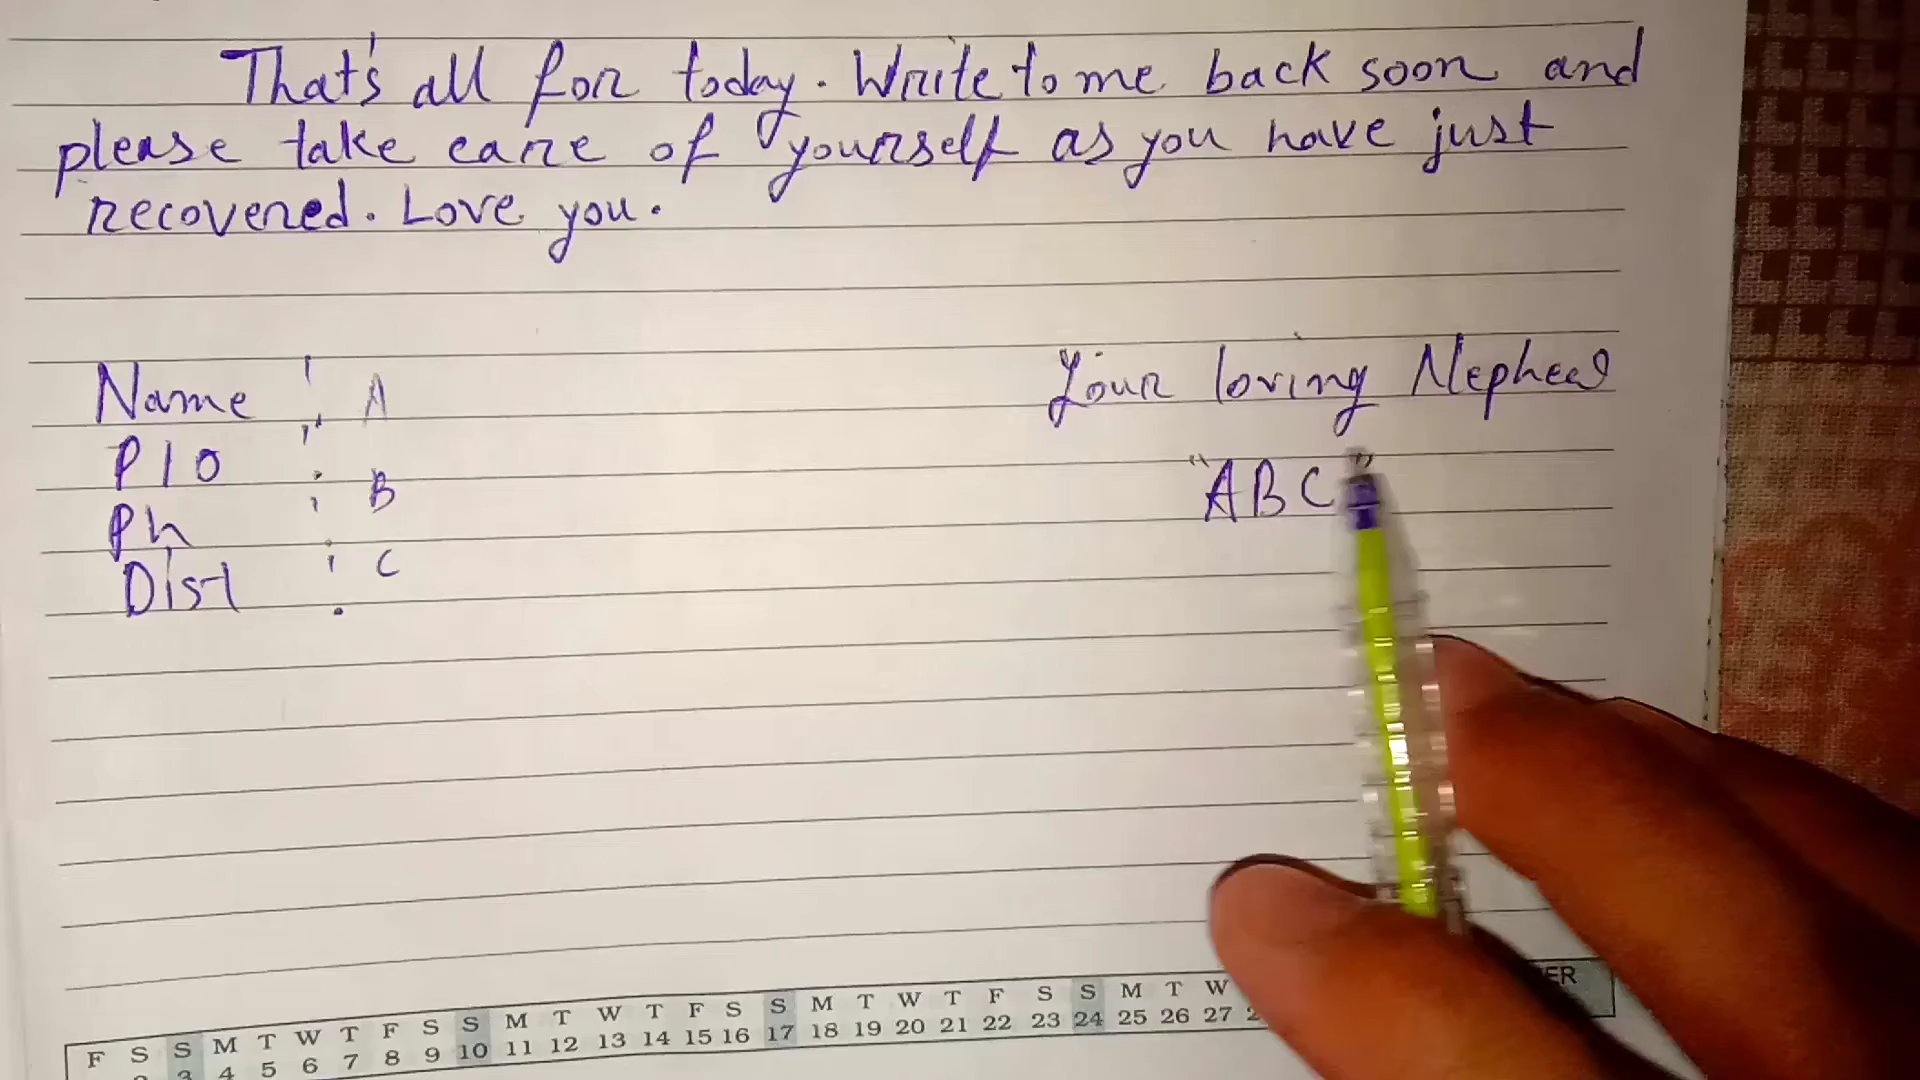 That's all for today. Write to me back soon and
please take care of yourself as you have just
recovered. Love you.
Your loving Nephew
"ABC"
Name : A
P/O :
Ph : B
Dist : C
F S S M T W T F S S M T W T F S S M T W T F S S M T W
3 4 5 6 7 8 9 10 11 12 13 14 15 16 17 18 19 20 21 22 23 24 25 26 27
ER